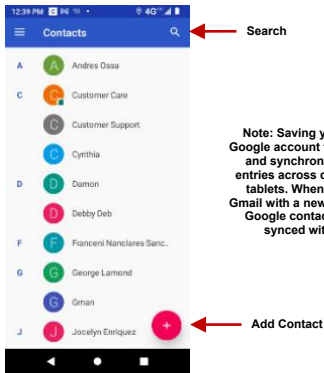 12:39 PM
4G
Contacts
Search
A
A
Andres Ossa
C
C
Customer Care
C
Customer Support
C
Cynthia
D
D
Damon
D
Debby Deb
F
F
Franceni Nanclares Sanc..
G
G
George Lamond
G
Gman
J
J
Jocelyn Enriquez
+
Add Contact
Note: Saving y
Google account
and synchron
entries across
tablets. When
Gmail with a new
Google contac
synced wit